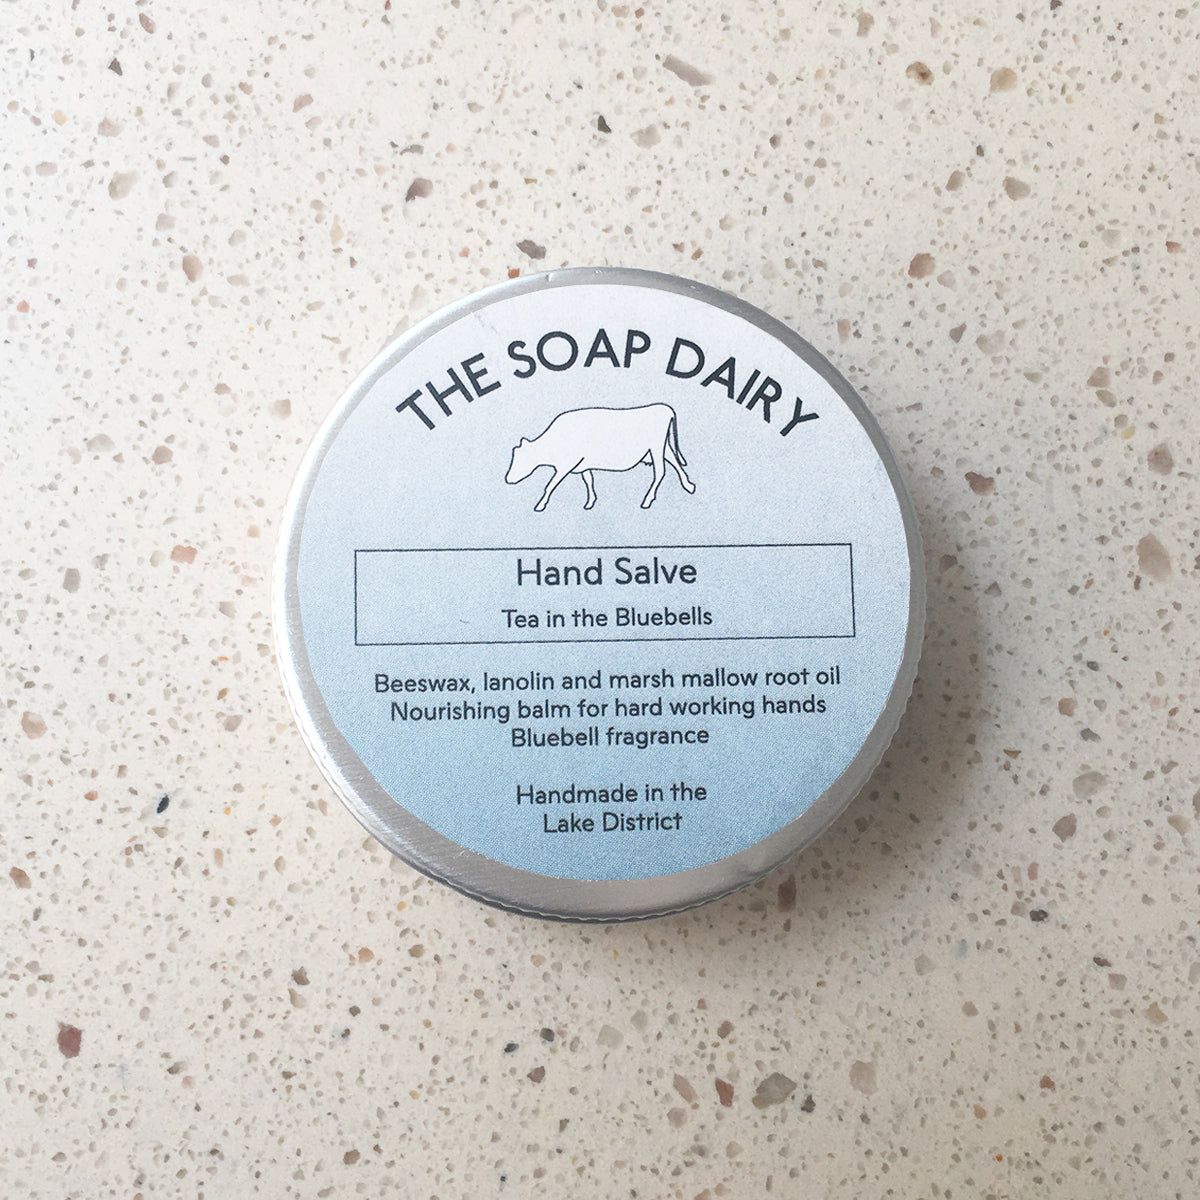 THE SOAP DAIRY
Hand Salve
Tea in the Bluebells
Beeswax, lanolin and marsh mallow root oil
Nourishing balm for hard working hands
Bluebell fragrance
Handmade in the
Lake District